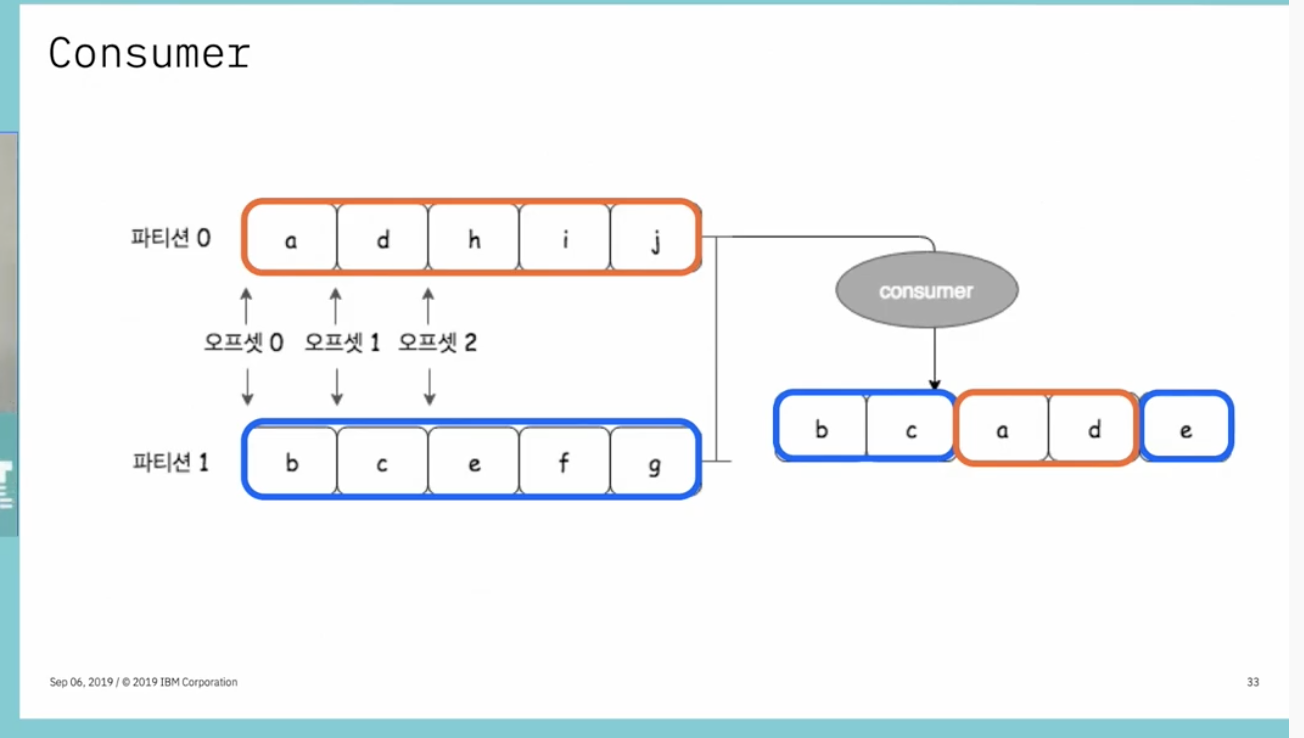 Consumer
파티션 0
a d h i j
consumer
오프셋 0 오프셋 1 오프셋 2
b c a d e
파티션 1
b c e f g
Sep 06, 2019 / © 2019 IBM Corporation
33